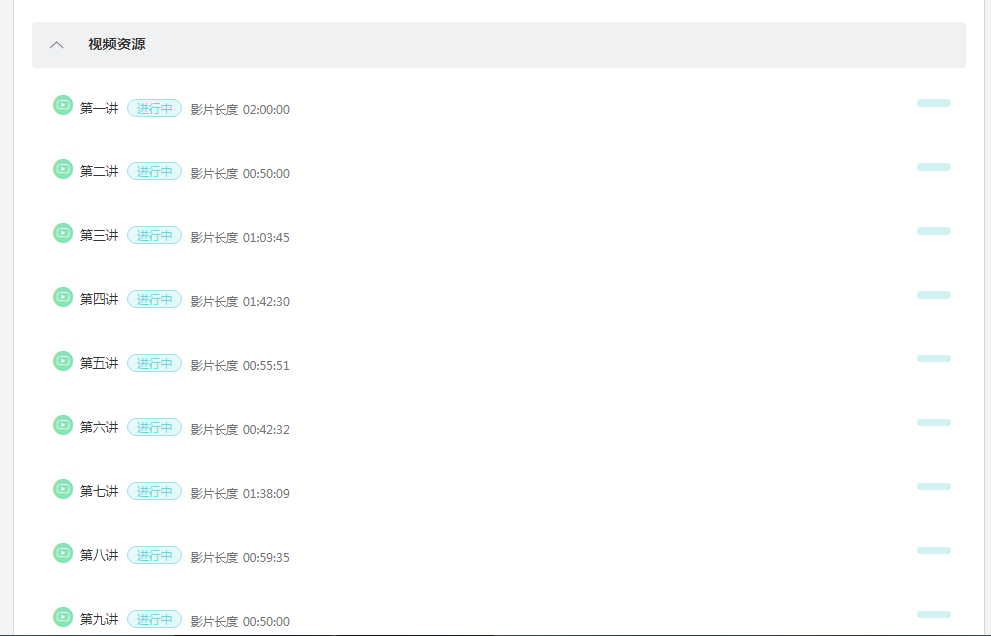 视频资源
第一讲 进行中 影片长度 02:00:00
第二讲 进行中 影片长度 00:50:00
第三讲 进行中 影片长度 01:03:45
第四讲 进行中 影片长度 01:42:30
第五讲 进行中 影片长度 00:55:51
第六讲 进行中 影片长度 00:42:32
第七讲 进行中 影片长度 01:38:09
第八讲 进行中 影片长度 00:59:35
第九讲 进行中 影片长度 00:50:00